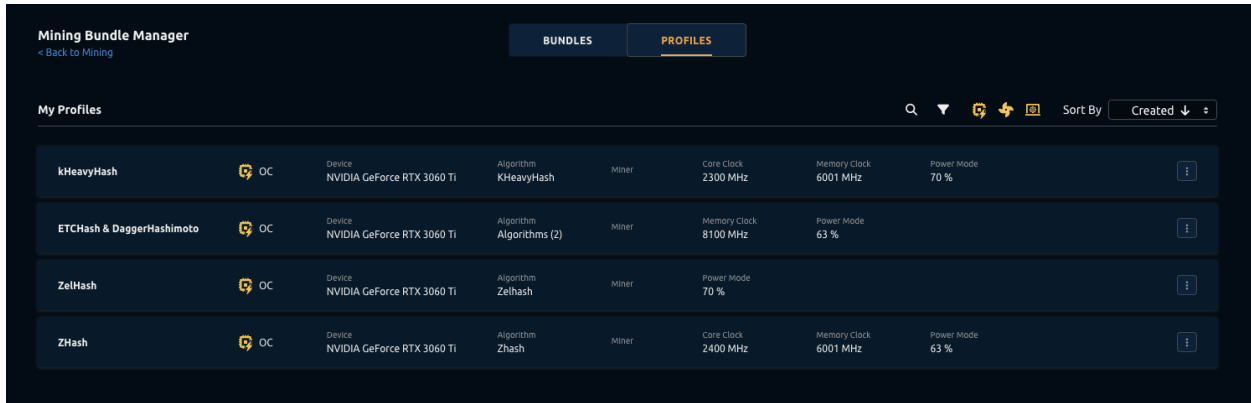 Mining Bundle Manager
< Back to Mining
BUNDLES
PROFILES
My Profiles
Sort By
Created ↓
kHeavyHash
OC
Device
NVIDIA GeForce RTX 3060 Ti
Algorithm
KHeavyHash
Miner
Core Clock
2300 MHz
Memory Clock
6001 MHz
Power Mode
70 %
ETCHash & DaggerHashimoto
OC
Device
NVIDIA GeForce RTX 3060 Ti
Algorithm
Algorithms (2)
Miner
Memory Clock
8100 MHz
Power Mode
63 %
ZelHash
OC
Device
NVIDIA GeForce RTX 3060 Ti
Algorithm
Zelhash
Miner
Power Mode
70 %
ZHash
OC
Device
NVIDIA GeForce RTX 3060 Ti
Algorithm
Zhash
Miner
Core Clock
2400 MHz
Memory Clock
6001 MHz
Power Mode
63 %